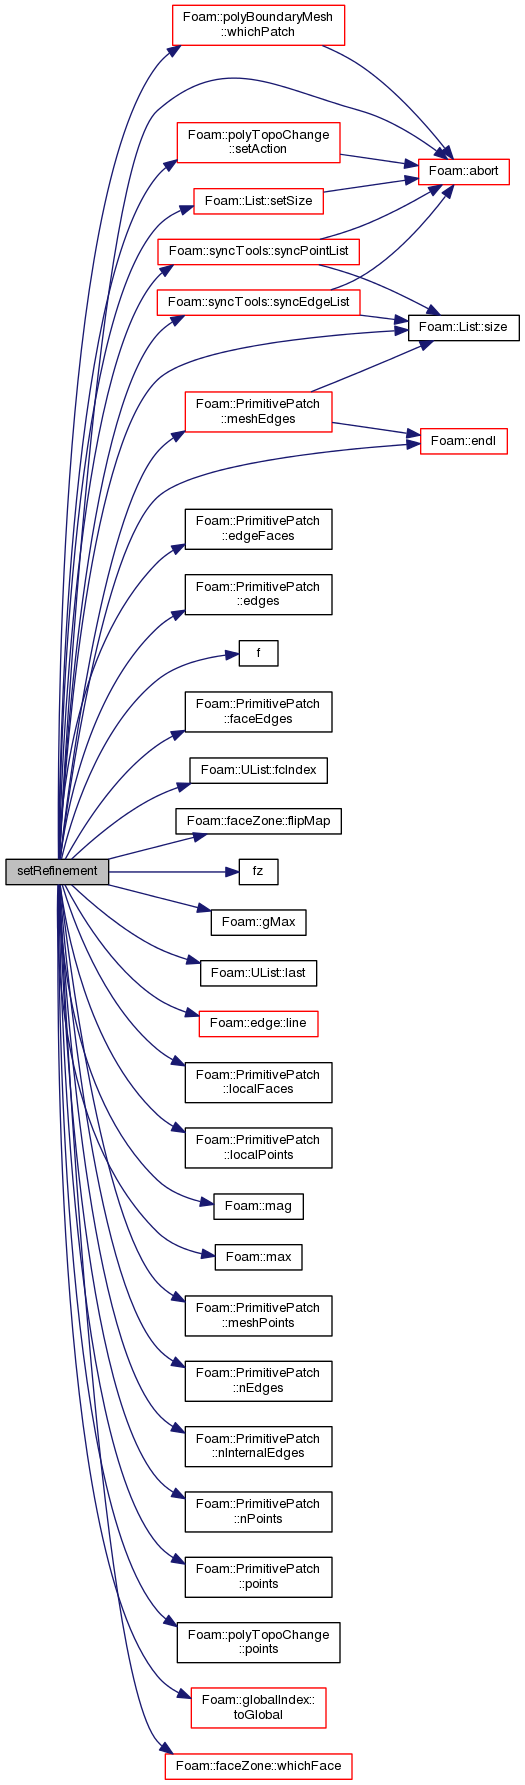 Foam::polyBoundaryMesh
::whichPatch
Foam::polyTopoChange
::setAction
Foam::abort
Foam::List::setSize
Foam::syncTools::syncPointList
Foam::syncTools::syncEdgeList
Foam::List::size
Foam::PrimitivePatch
::meshEdges
Foam::endl
Foam::PrimitivePatch
::edgeFaces
Foam::PrimitivePatch
::edges
f
Foam::PrimitivePatch
::faceEdges
Foam::UList::fcIndex
Foam::faceZone::flipMap
setRefinement
fz
Foam::gMax
Foam::UList::last
Foam::edge::line
Foam::PrimitivePatch
::localFaces
Foam::PrimitivePatch
::localPoints
Foam::mag
Foam::max
Foam::PrimitivePatch
::meshPoints
Foam::PrimitivePatch
::nEdges
Foam::PrimitivePatch
::nInternalEdges
Foam::PrimitivePatch
::nPoints
Foam::PrimitivePatch
::points
Foam::polyTopoChange
::points
Foam::globalIndex::
toGlobal
Foam::faceZone::whichFace